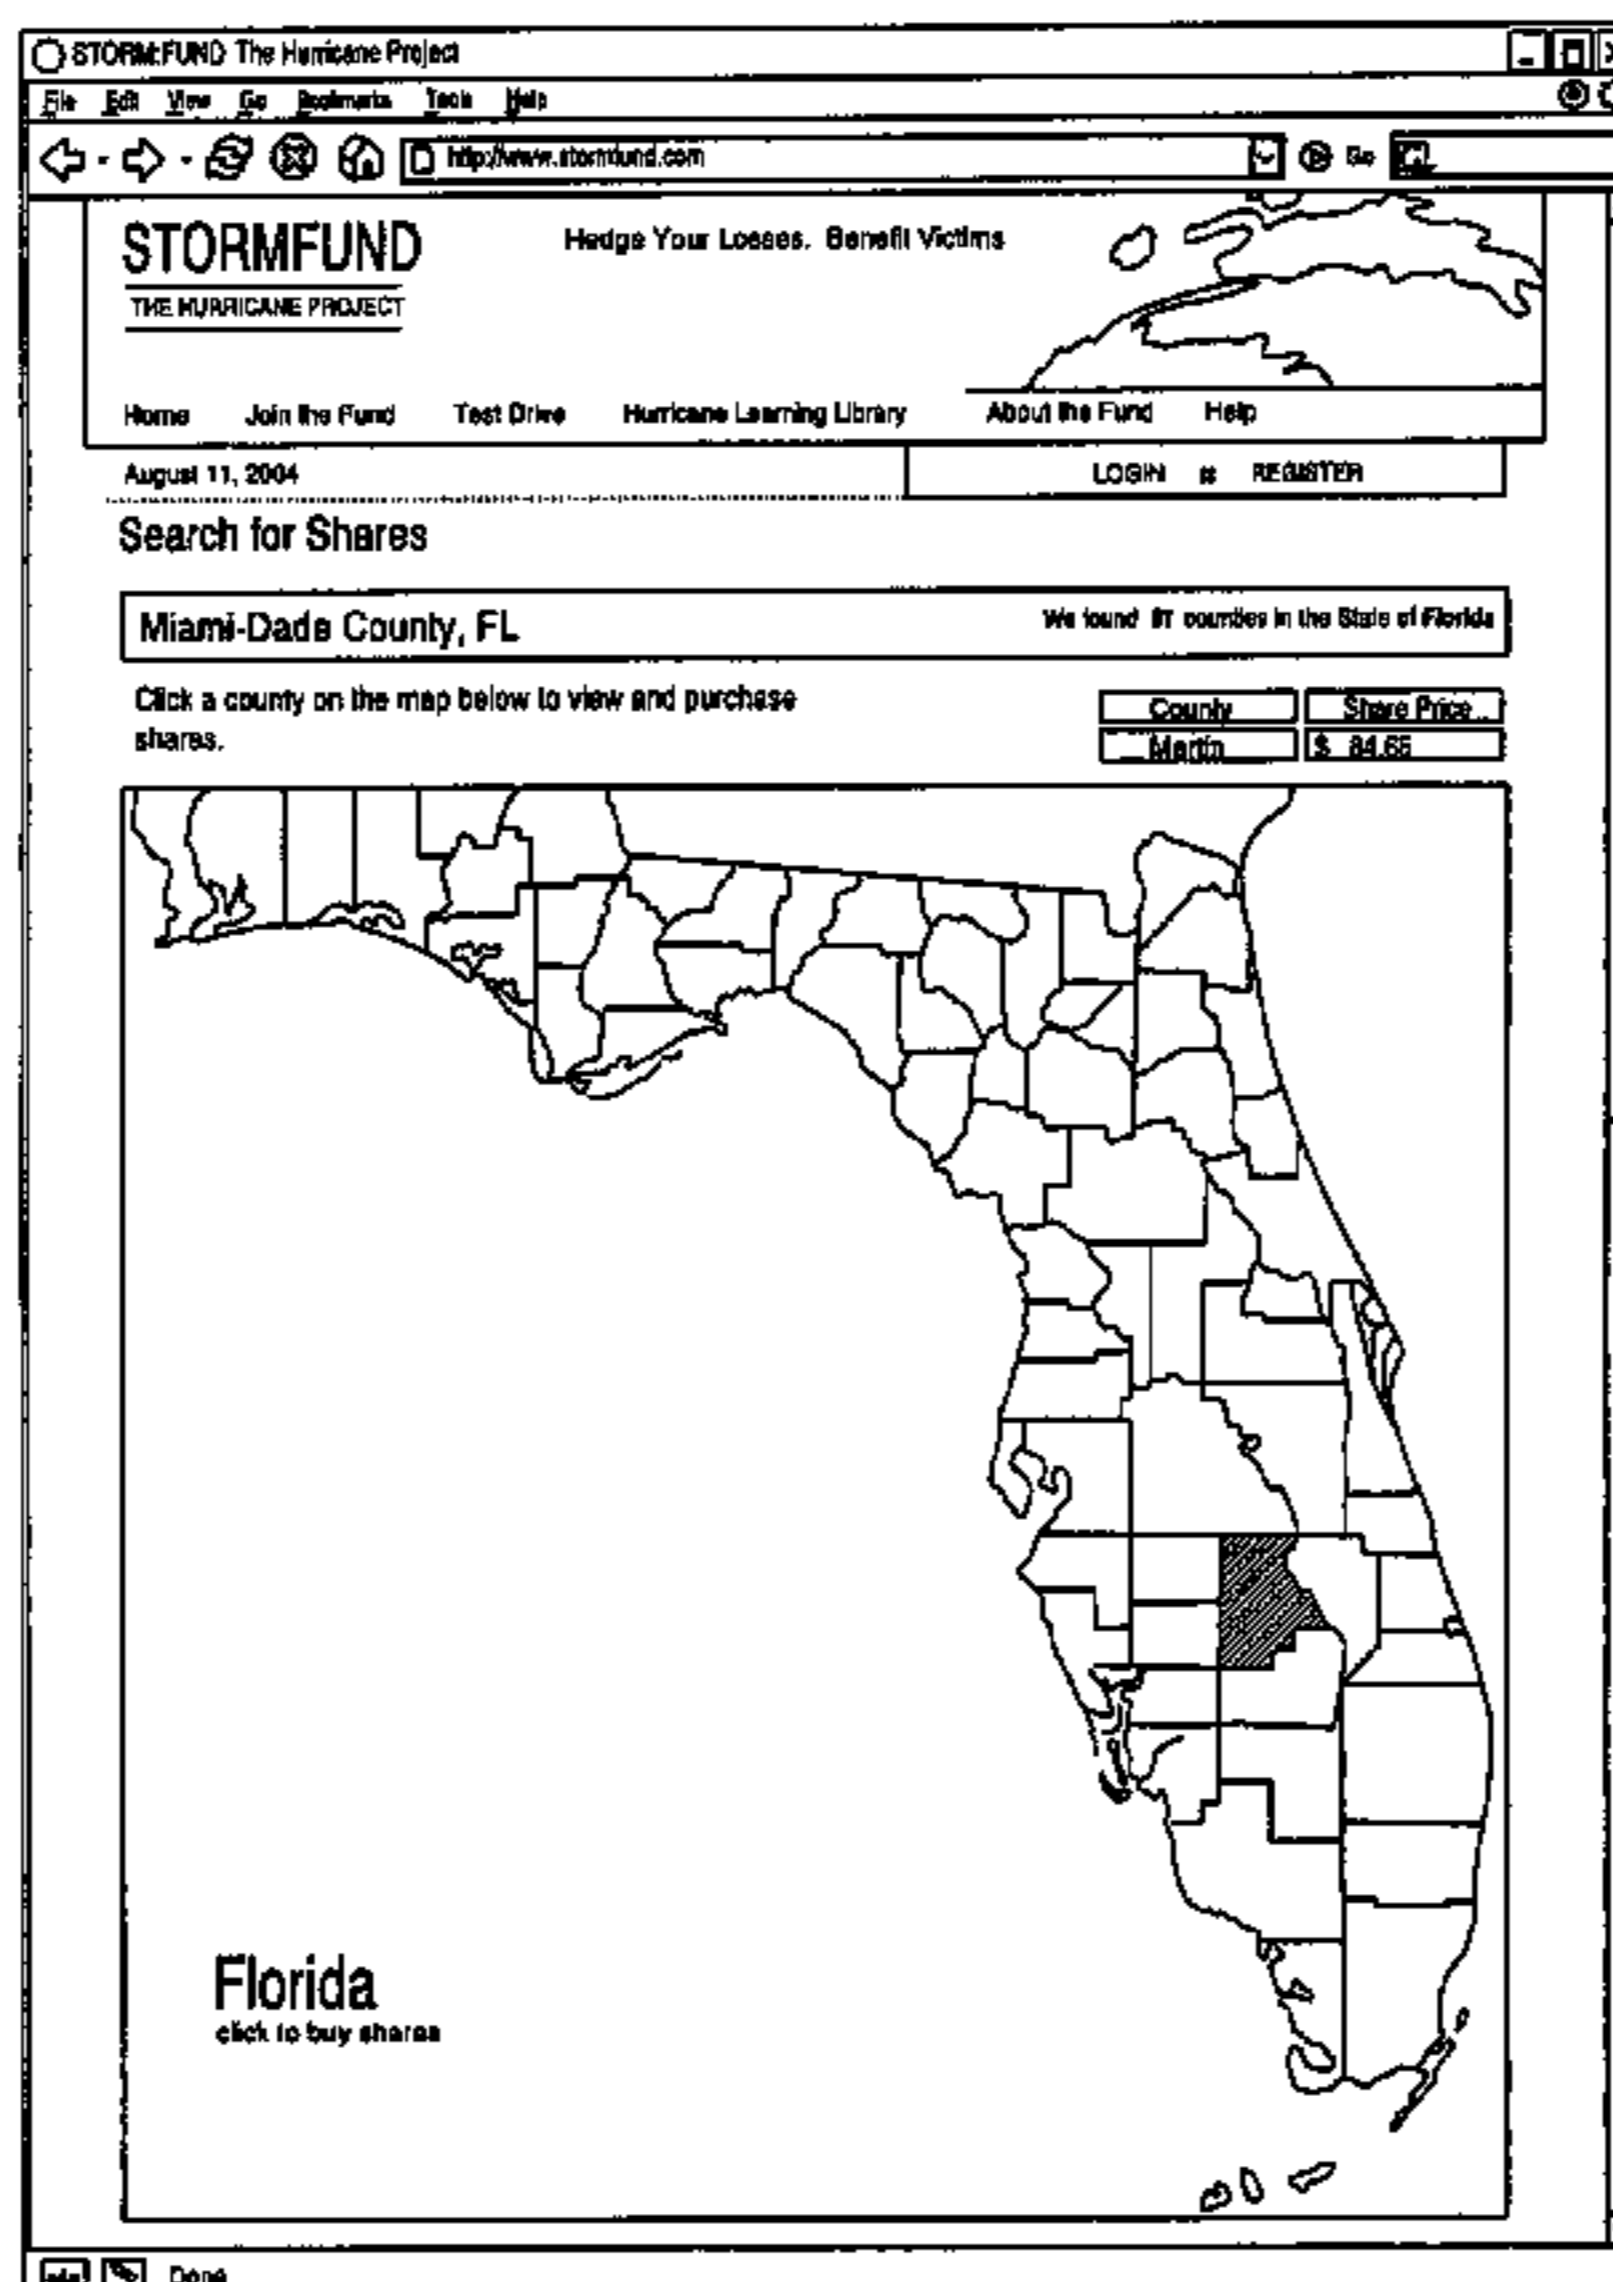 STORM:FUND The Hurricane Project
File Edit View Go Bookmarks Tools Help
http://www.stormfund.com Go
STORMFUND
Hedge Your Losses. Benefit Victims
THE HURRICANE PROJECT
Home Join the Fund Test Drive Hurricane Learning Library About the Fund Help
August 11, 2004
LOGIN :: REGISTER
Search for Shares
Miami-Dade County, FL
We found counties in the State of Florida
Click a county on the map below to view and purchase
shares.
County Share Price
Martin $ 84.65
Florida
click to buy shares
Done